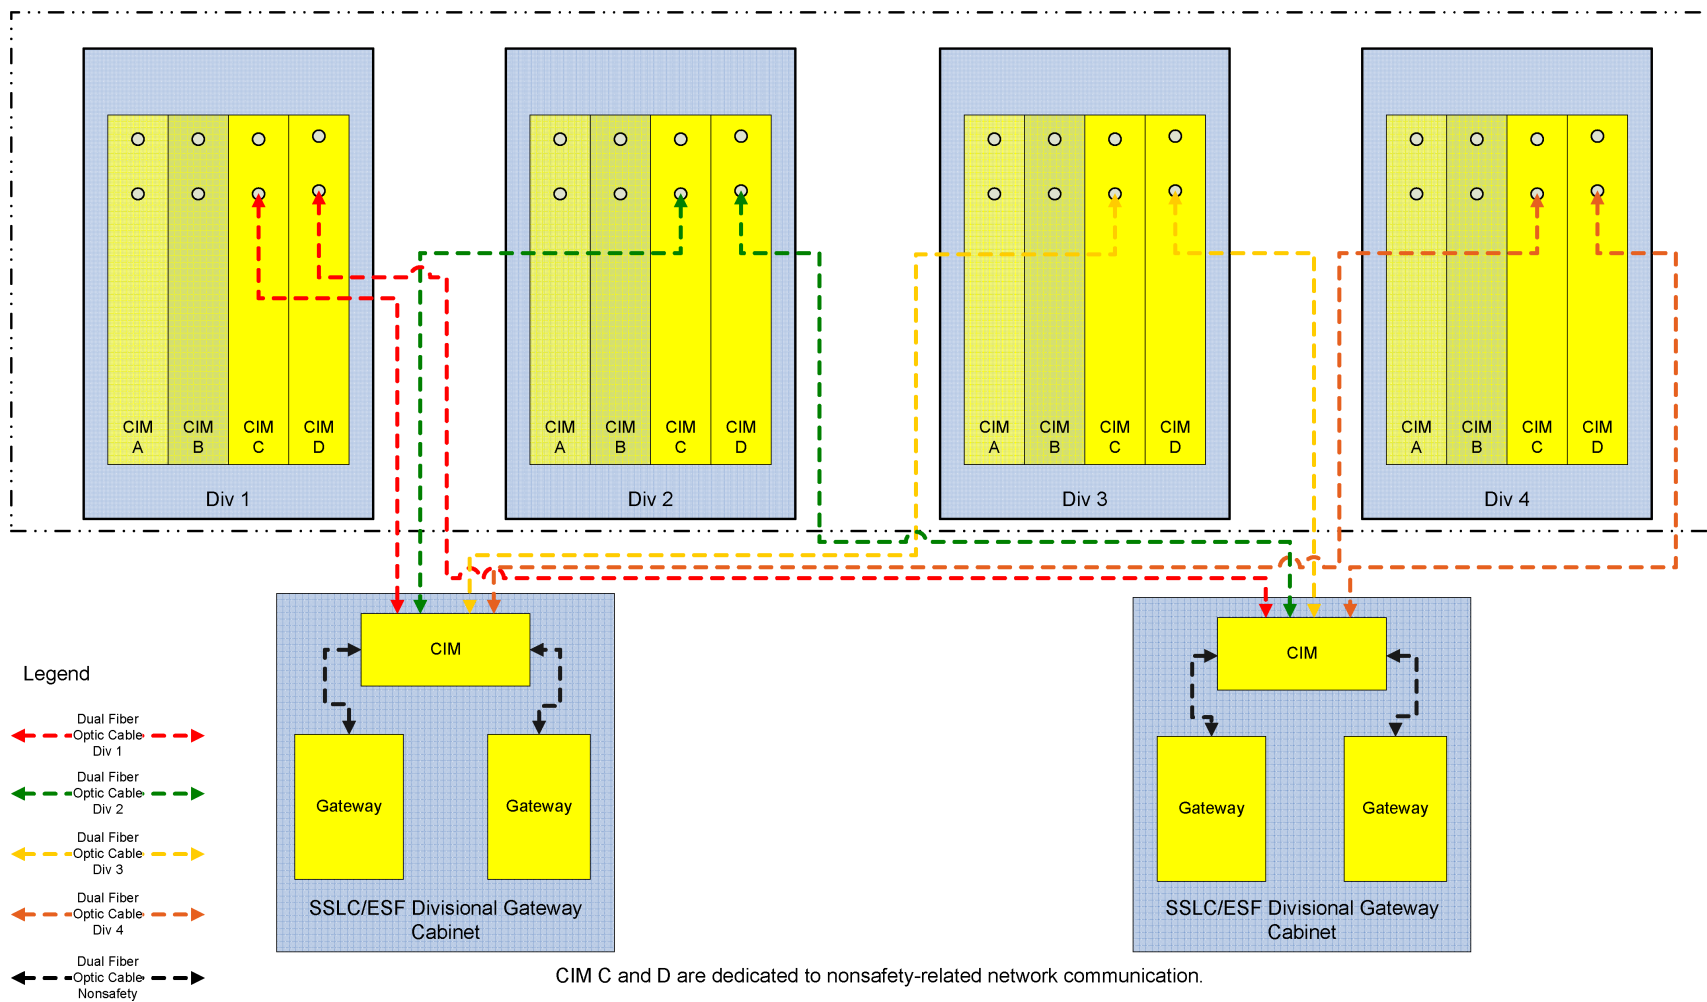 CIM
A
CIM
B
CIM
C
CIM
D
Div 1
CIM
A
CIM
B
CIM
C
CIM
D
Div 2
CIM
A
CIM
B
CIM
C
CIM
D
Div 3
CIM
A
CIM
B
CIM
C
CIM
D
Div 4
CIM
Gateway
Gateway
SSLC/ESF Divisional Gateway
Cabinet
CIM
Gateway
Gateway
SSLC/ESF Divisional Gateway
Cabinet
Legend
Dual Fiber
Optic Cable
Div 1
Dual Fiber
Optic Cable
Div 2
Dual Fiber
Optic Cable
Div 3
Dual Fiber
Optic Cable
Div 4
Dual Fiber
Optic Cable
Nonsafety
CIM C and D are dedicated to nonsafety-related network communication.